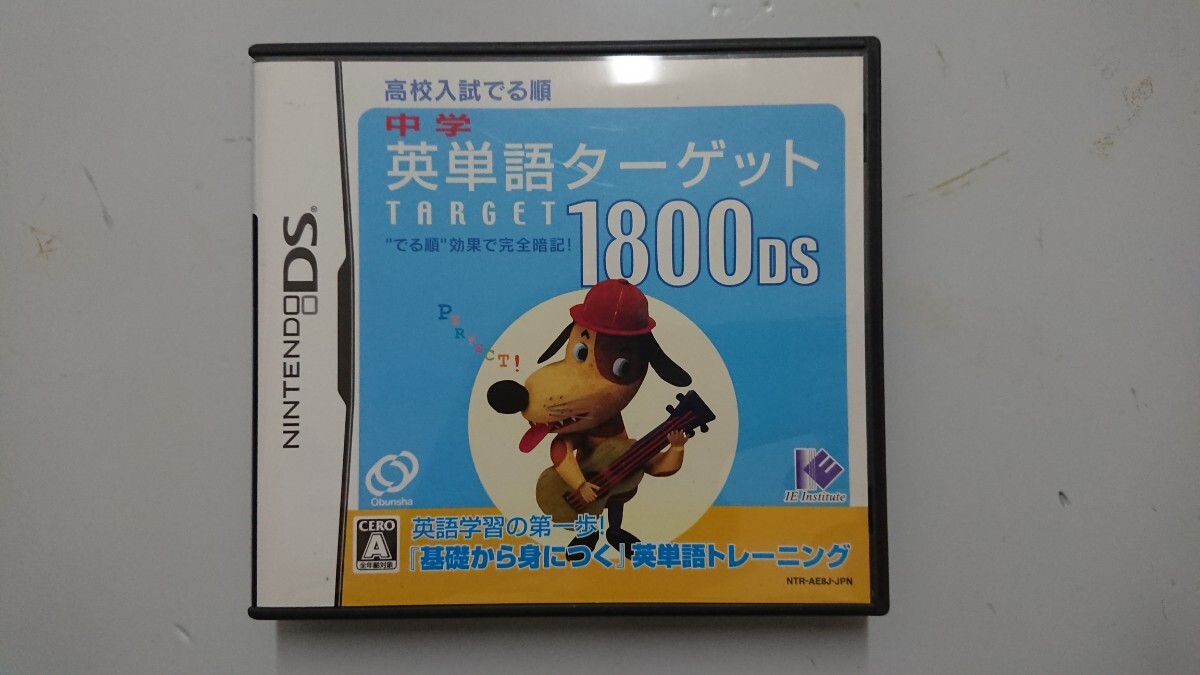 NINTENDO DS®
高校入試でる順
中学
英単語ターゲット
TARGET
1800DS
"でる順"効果で完全暗記!
PERFECT!
Obunsha
IE
IE Institute
CERO
A
全年齢対象
英語学習の第一歩!
『基礎から身につく』英単語トレーニング
NTR-AE8J-JPN